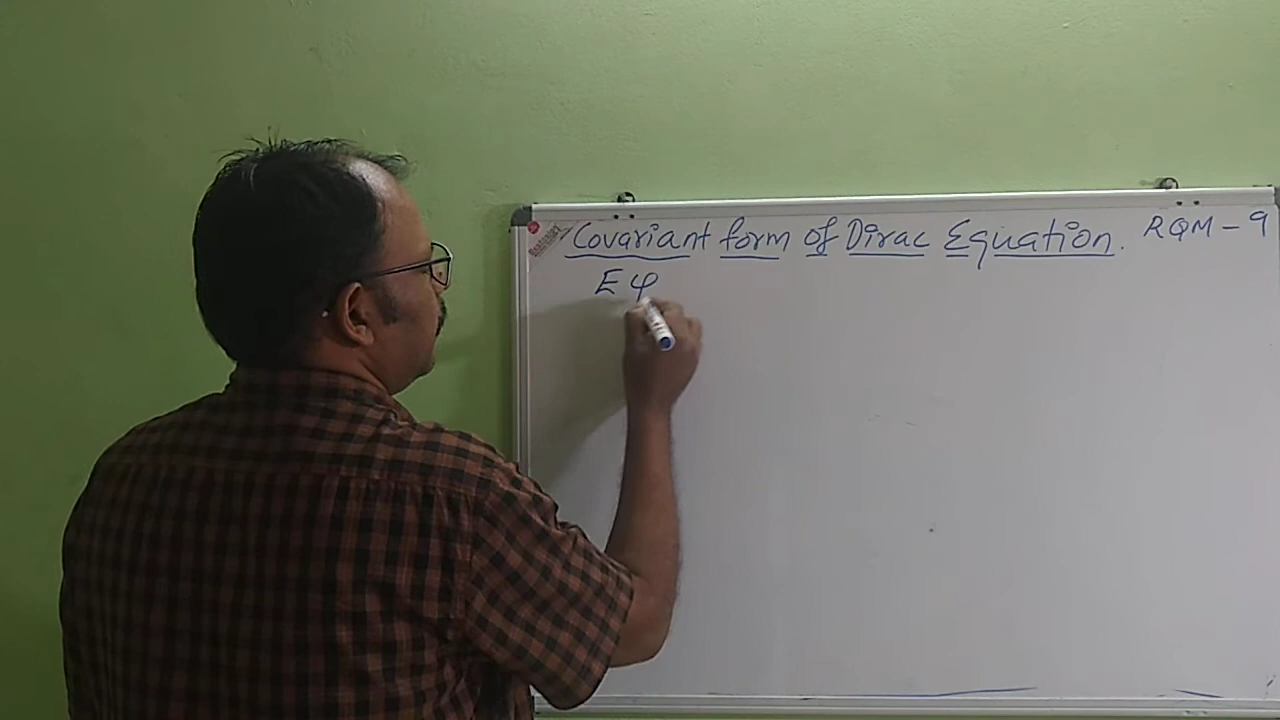 Covariant form of Dirac Equation. RQM - 9
E φ